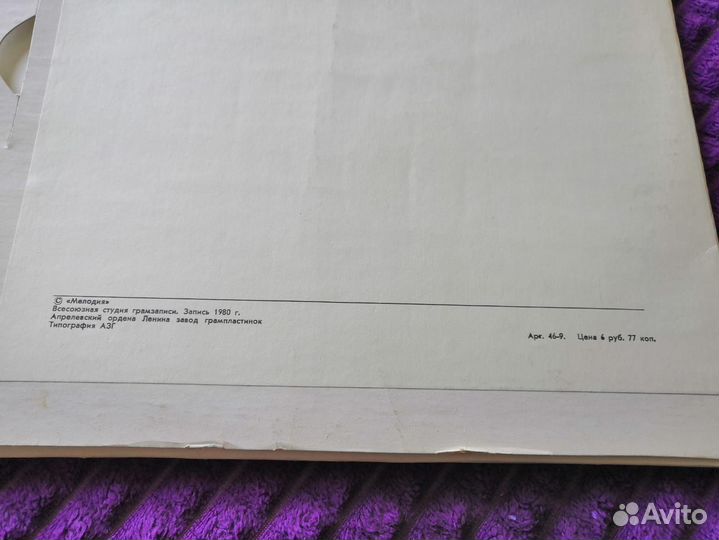 © «Мелодия»
Всесоюзная студия грамзаписи. Запись 1980 г.
Апрелевский ордена Ленина завод грампластинок
Типография АЗГ
Арт. 46-9. Цена 6 руб. 77 коп.
Avito